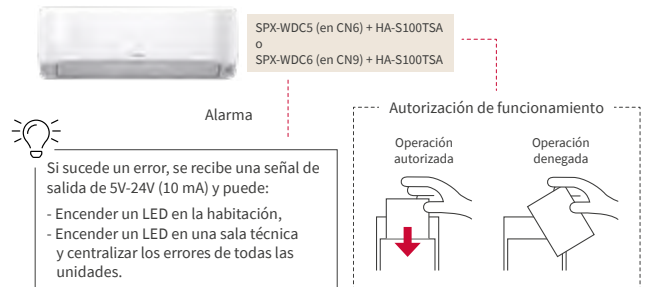 SPX-WDC5 (en CN6) + HA-S100TSA
o
SPX-WDC6 (en CN9) + HA-S100TSA
Alarma
Autorización de funcionamiento
Operación
autorizada
Operación
denegada
Si sucede un error, se recibe una señal de
salida de 5V-24V (10 mA) y puede:
- Encender un LED en la habitación,
- Encender un LED en una sala técnica
y centralizar los errores de todas las
unidades.